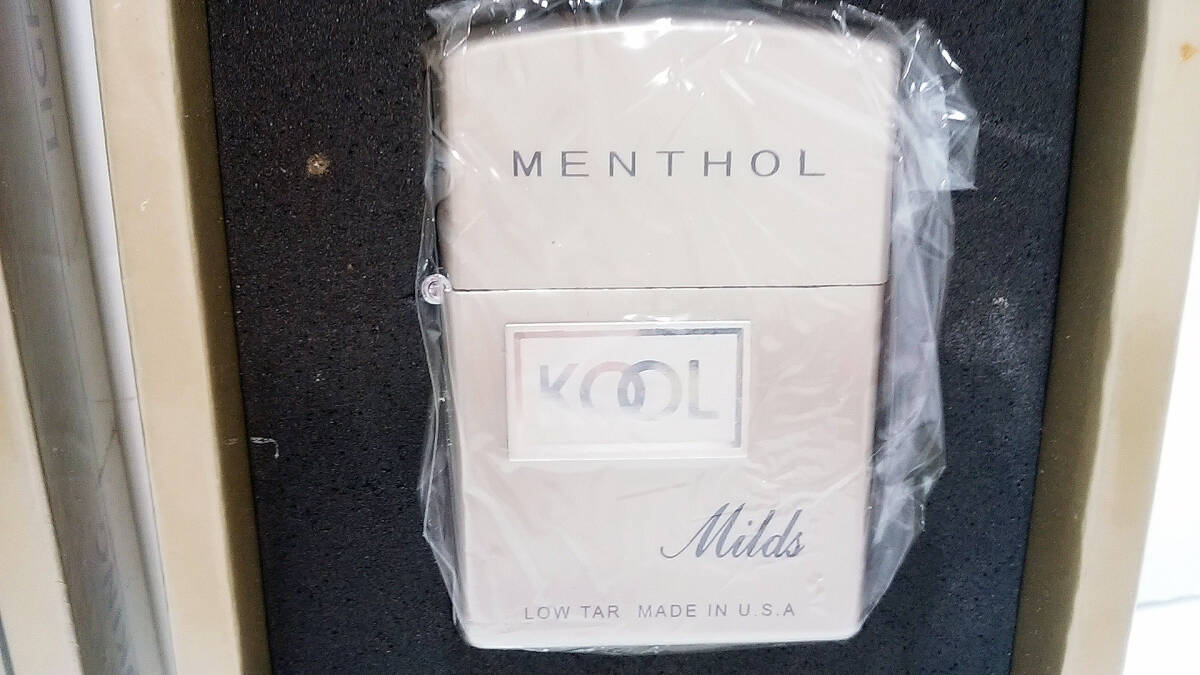 MENTHOL
KOOL
Milds
LOW TAR MADE IN U.S.A